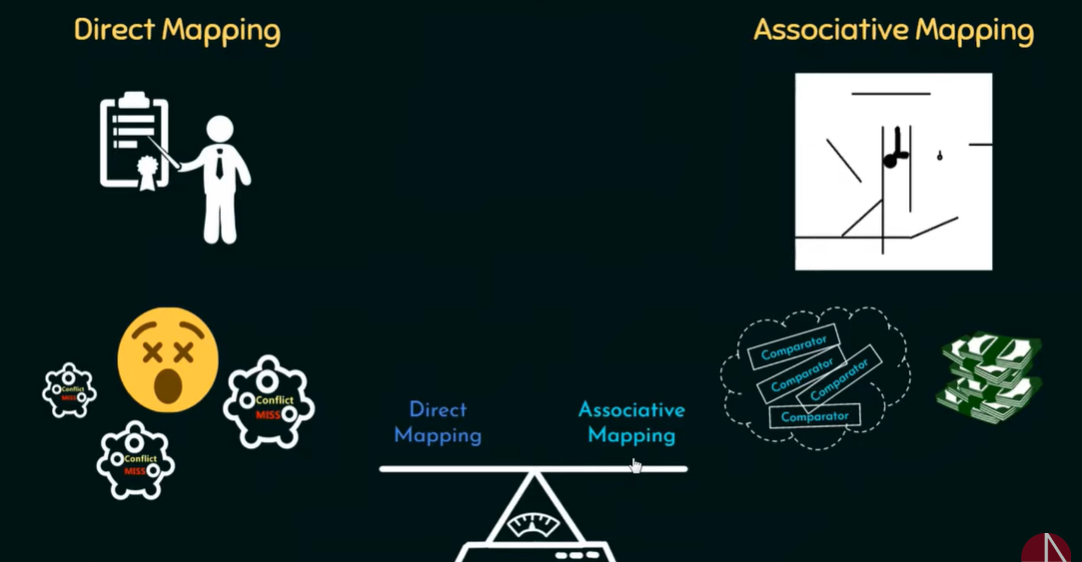 Direct Mapping
Associative Mapping
Conflict
MISS
Conflict
MISS
Conflict
MISS
Direct
Mapping
Associative
Mapping
Comparator
Comparator
Comparator
Comparator